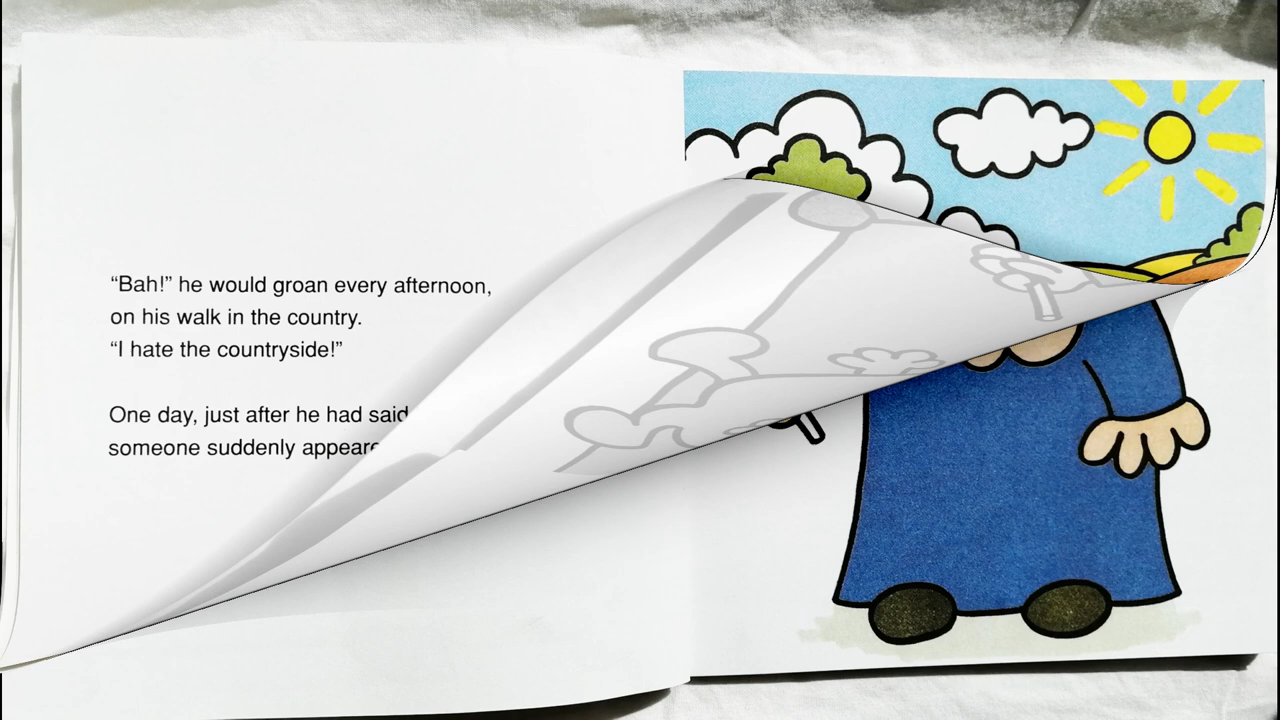 “Bah!” he would groan every afternoon,
on his walk in the country.
“I hate the countryside!”
One day, just after he had said
someone suddenly